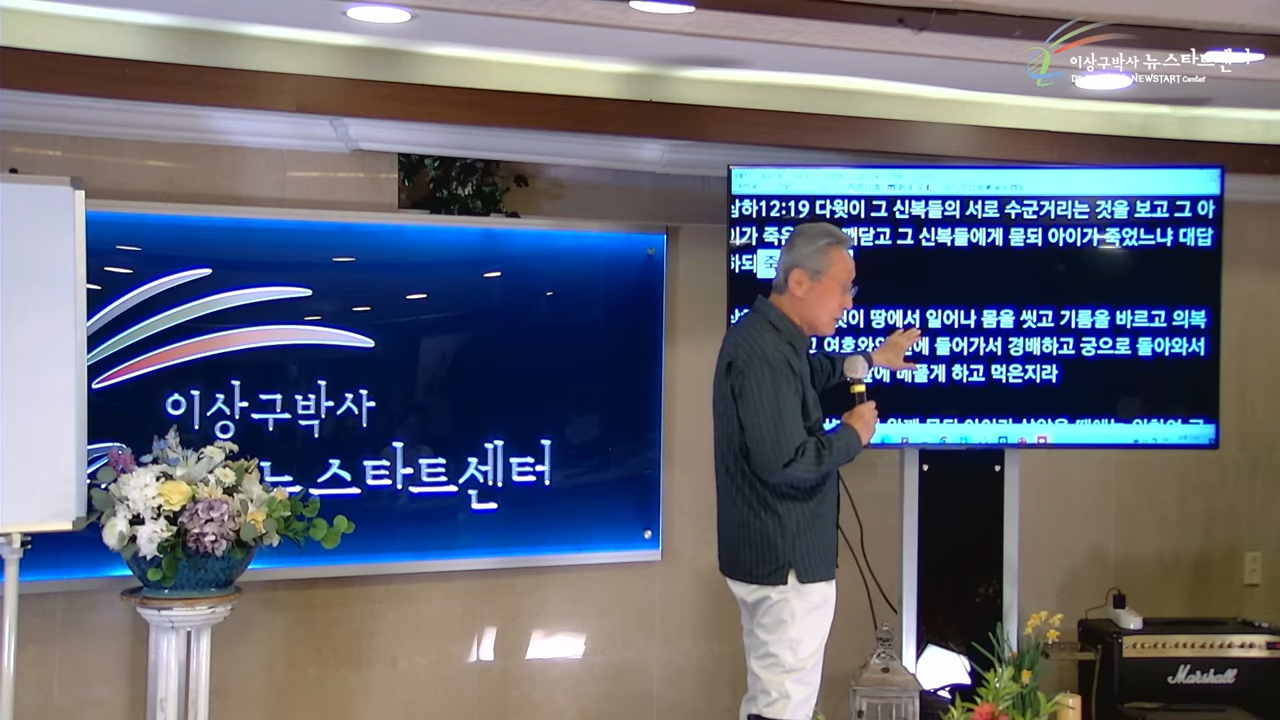 이상구박사 뉴스타트센터
NEWSTART Center
이상구박사
뉴스타트센터
삼하12:19 다윗이 그 신복들의 서로 수군거리는 것을 보고 그 아
이가 죽은 깨닫고 그 신복들에게 묻되 아이가 죽었느냐 대답
하되 죽
땅에서 일어나 몸을 씻고 기름을 바르고 의복
여호와의 전에 들어가서 경배하고 궁으로 돌아와서
베풀게 하고 먹은지라
Marshall